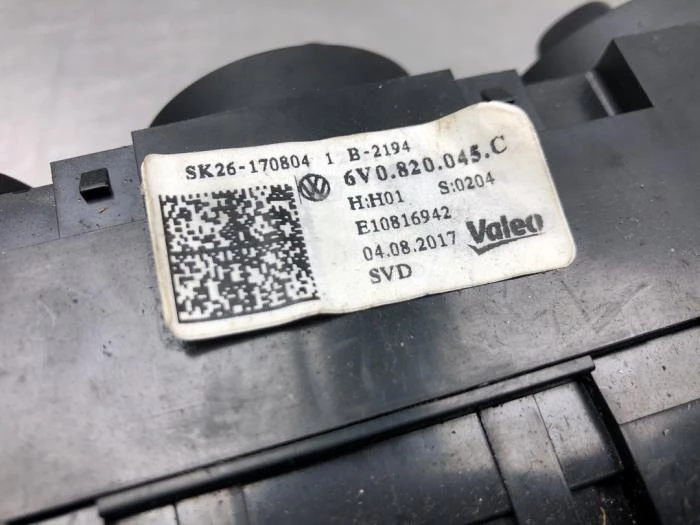 SK26-170804 1 B-2194
6V0.820.045.C
H:H01 S:0204
E10816942
04.08.2017 Valeo
SVD